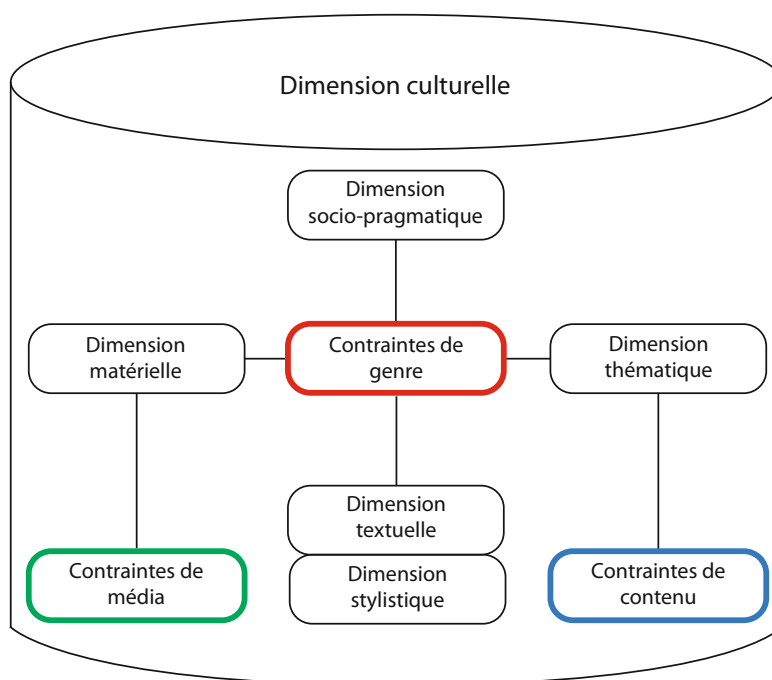 Dimension culturelle
Dimension
socio-pragmatique
Dimension
matérielle
Contraintes de
genre
Dimension
thématique
Dimension
textuelle
Contraintes de
média
Dimension
stylistique
Contraintes de
contenu